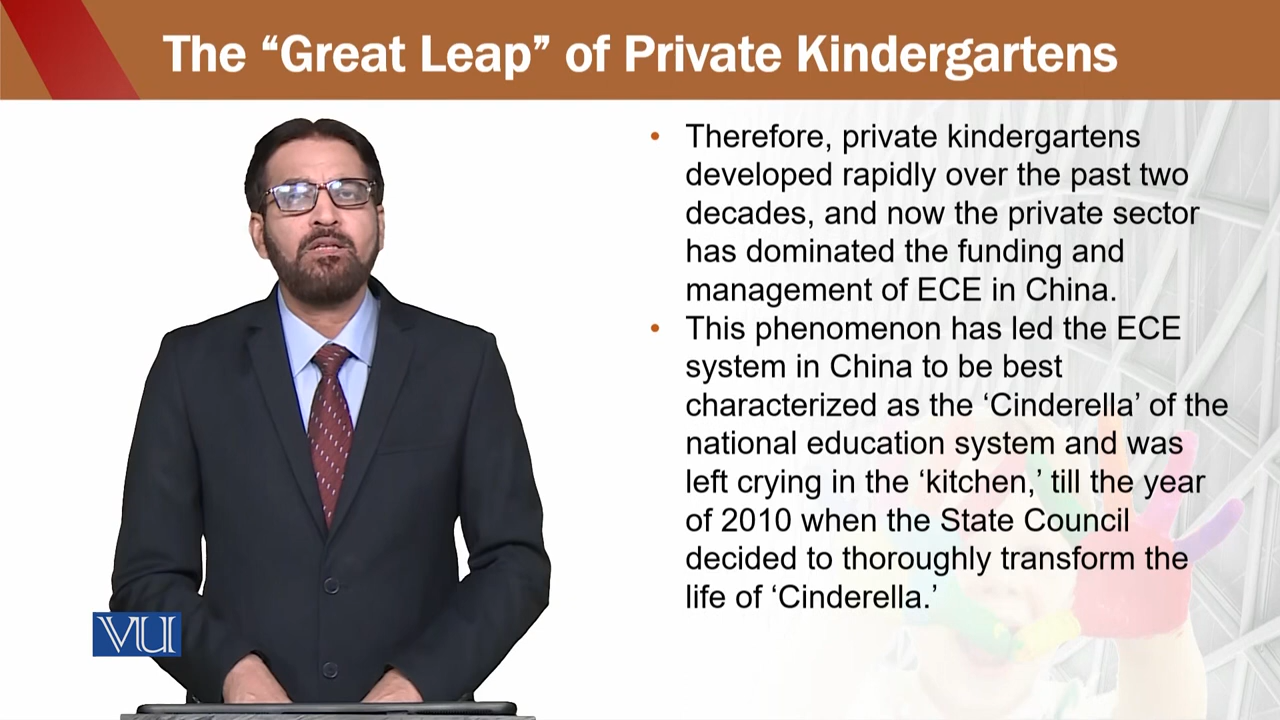 The “Great Leap” of Private Kindergartens
• Therefore, private kindergartens
developed rapidly over the past two
decades, and now the private sector
has dominated the funding and
management of ECE in China.
• This phenomenon has led the ECE
system in China to be best
characterized as the ‘Cinderella’ of the
national education system and was
left crying in the ‘kitchen,’ till the year
of 2010 when the State Council
decided to thoroughly transform the
life of ‘Cinderella.’
VU